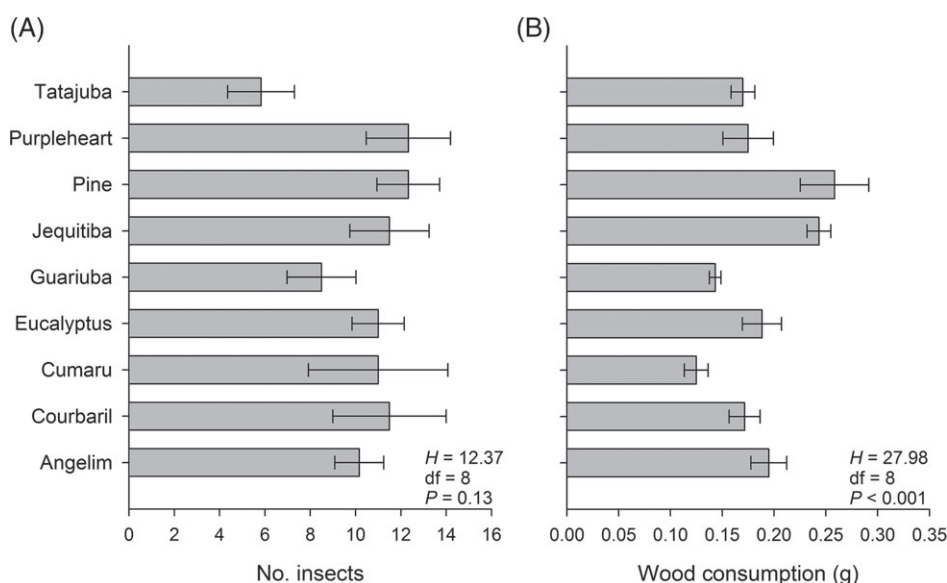 (A)
Tatajuba
Purpleheart
Pine
Jequitiba
Guariuba
Eucalyptus
Cumaru
Courbaril
Angelim
H = 12.37
df = 8
P = 0.13
0 2 4 6 8 10 12 14 16
No. insects
(B)
H = 27.98
df = 8
P < 0.001
0.00 0.05 0.10 0.15 0.20 0.25 0.30 0.35
Wood consumption (g)